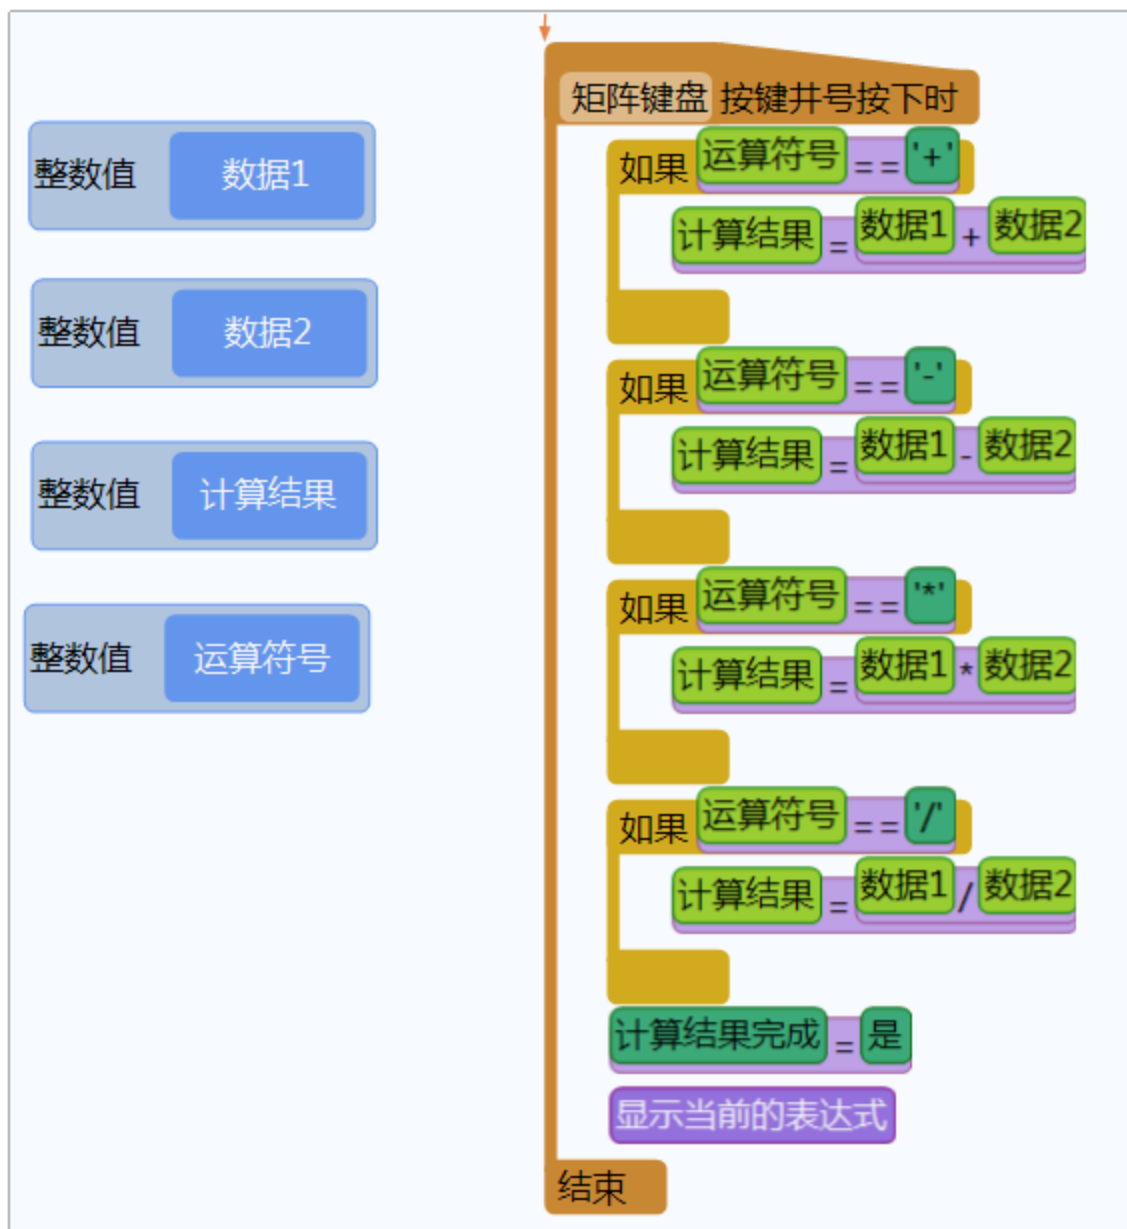 整数值 数据1
整数值 数据2
整数值 计算结果
整数值 运算符号
矩阵键盘 按键井号按下时
如果 运算符号 == '+'
计算结果 = 数据1 + 数据2
如果 运算符号 == '-'
计算结果 = 数据1 - 数据2
如果 运算符号 == '*'
计算结果 = 数据1 * 数据2
如果 运算符号 == '/'
计算结果 = 数据1 / 数据2
计算结果完成 = 是
显示当前的表达式
结束